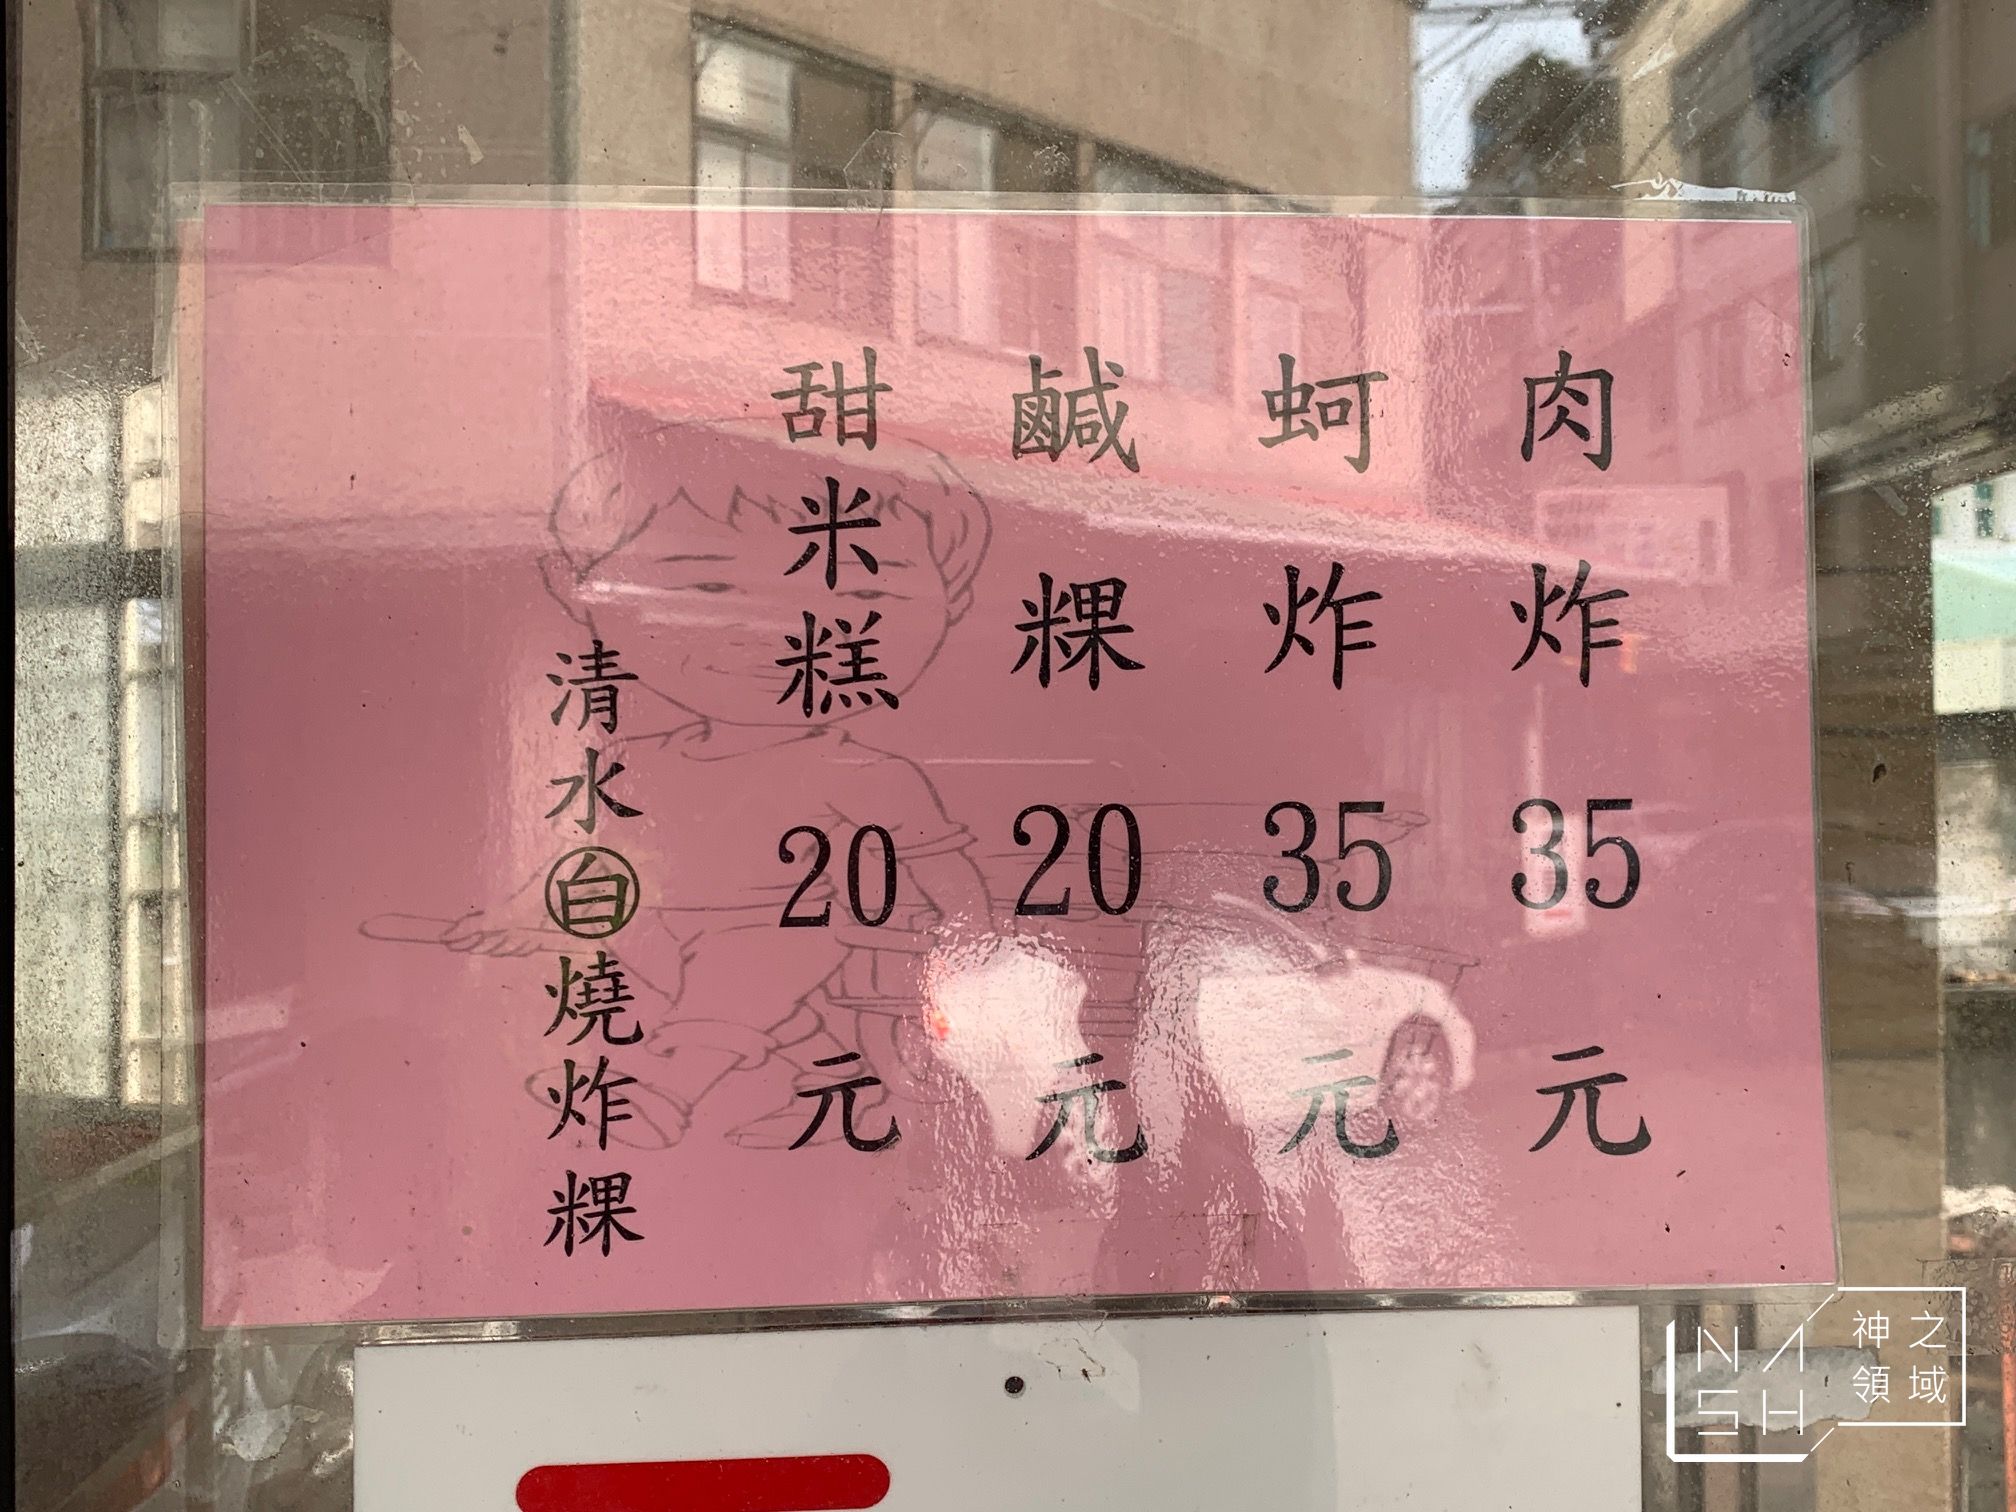 肉炸35元
蚵炸35元
鹹粿20元
甜米糕20元
清水白燒炸粿
NASH
神之領域